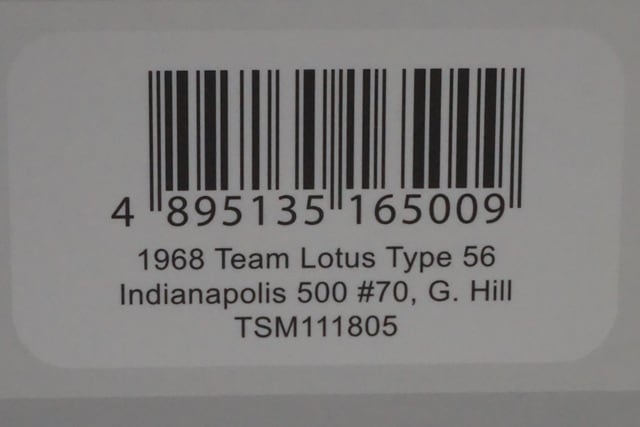 4 895135 165009
1968 Team Lotus Type 56
Indianapolis 500 #70, G. Hill
TSM111805